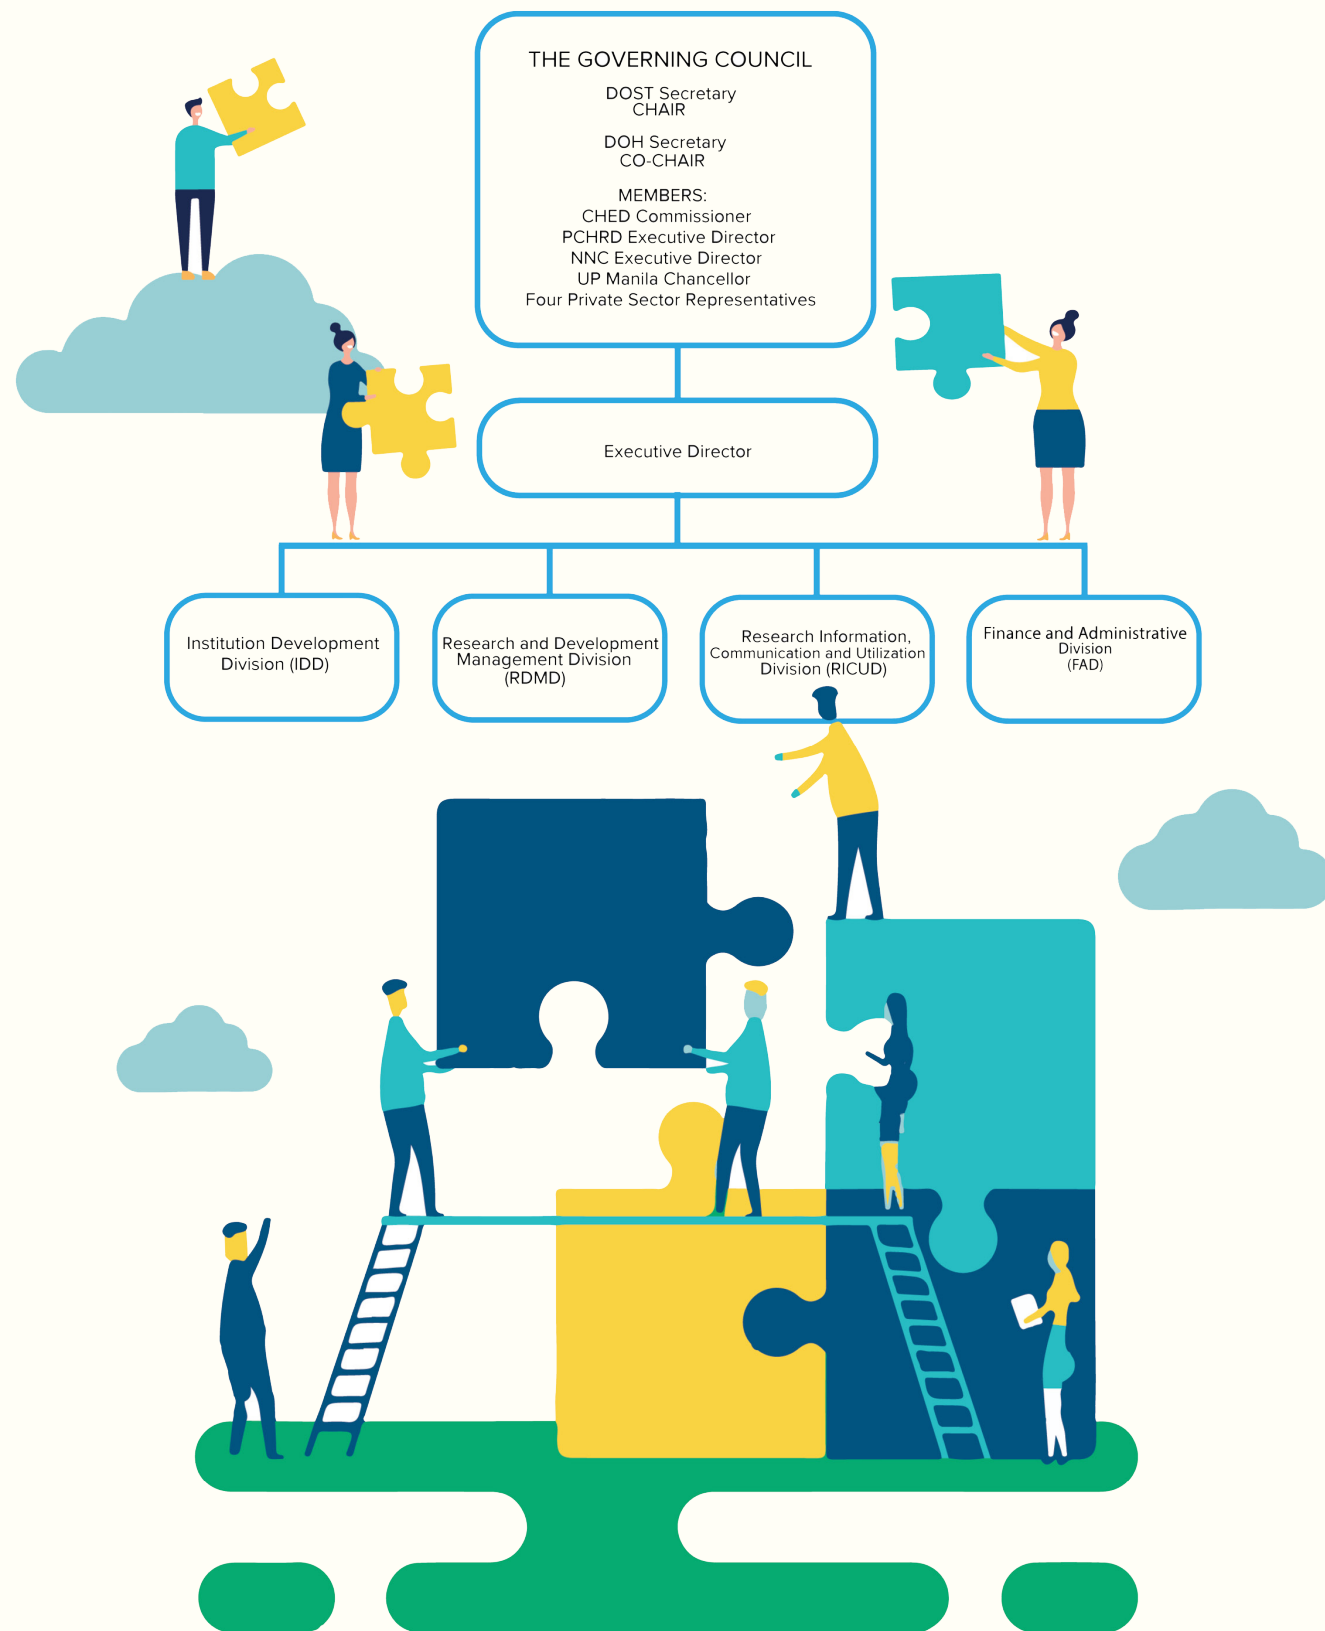 THE GOVERNING COUNCIL
DOST Secretary
CHAIR
DOH Secretary
CO-CHAIR
MEMBERS:
CHED Commissioner
PCHRD Executive Director
NNC Executive Director
UP Manila Chancellor
Four Private Sector Representatives
Executive Director
Institution Development
Division (IDD)
Research and Development
Management Division
(RDMD)
Research Information,
Communication and Utilization
Division (RICUD)
Finance and Administrative
Division
(FAD)